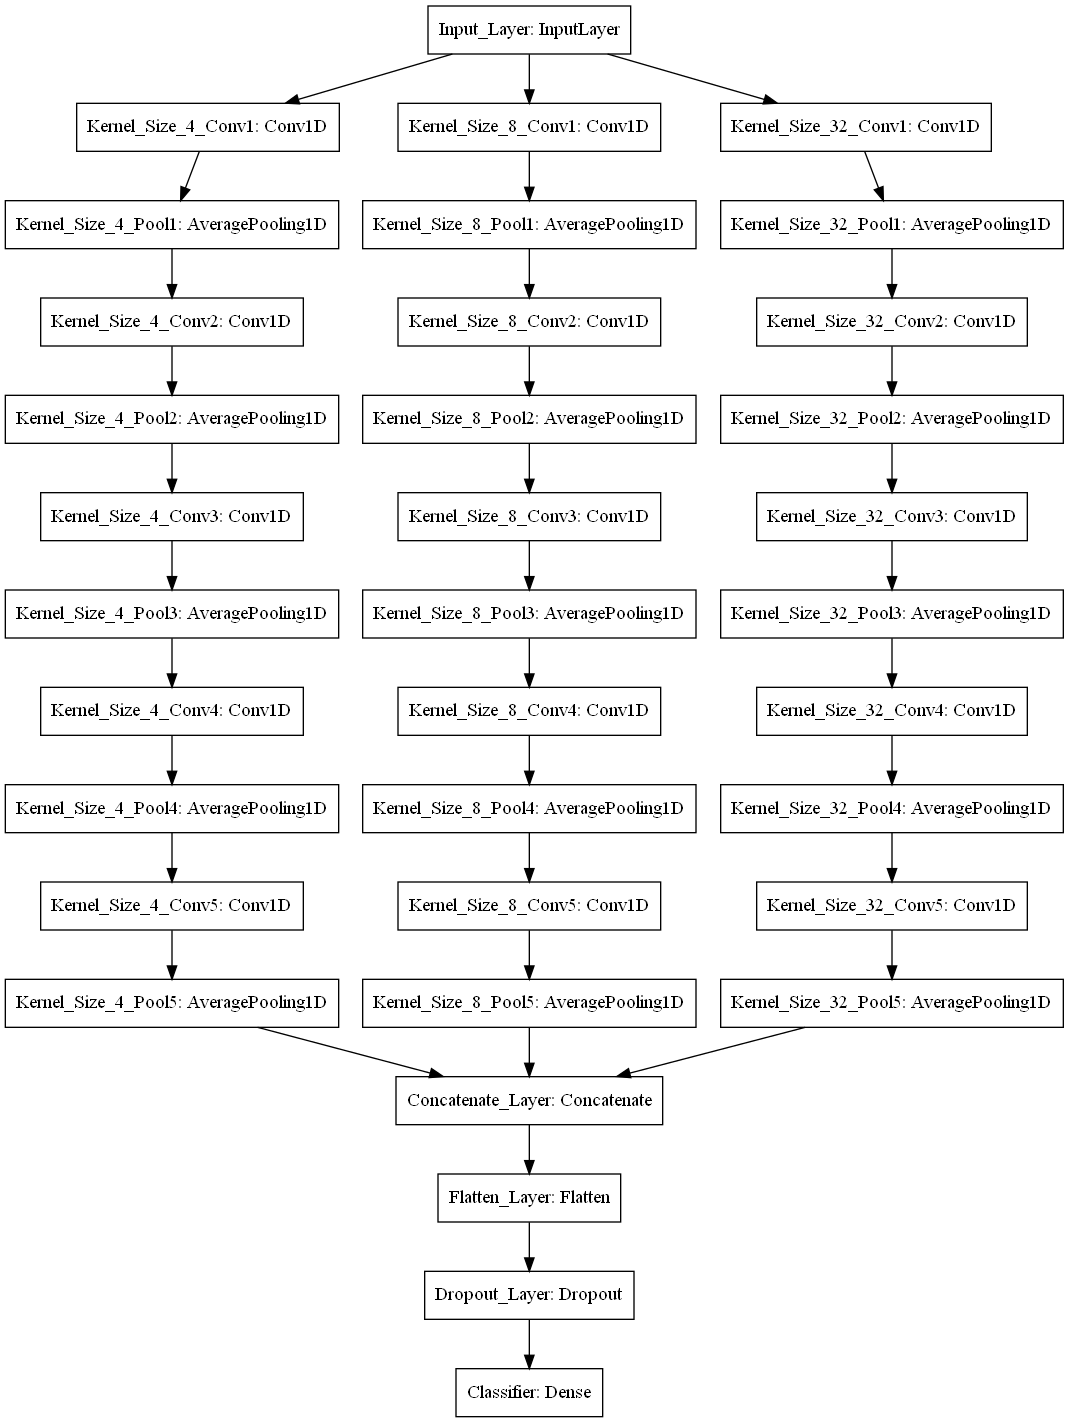 Input_Layer: InputLayer
Kernel_Size_4_Conv1: Conv1D
Kernel_Size_8_Conv1: Conv1D
Kernel_Size_32_Conv1: Conv1D
Kernel_Size_4_Pool1: AveragePooling1D
Kernel_Size_8_Pool1: AveragePooling1D
Kernel_Size_32_Pool1: AveragePooling1D
Kernel_Size_4_Conv2: Conv1D
Kernel_Size_8_Conv2: Conv1D
Kernel_Size_32_Conv2: Conv1D
Kernel_Size_4_Pool2: AveragePooling1D
Kernel_Size_8_Pool2: AveragePooling1D
Kernel_Size_32_Pool2: AveragePooling1D
Kernel_Size_4_Conv3: Conv1D
Kernel_Size_8_Conv3: Conv1D
Kernel_Size_32_Conv3: Conv1D
Kernel_Size_4_Pool3: AveragePooling1D
Kernel_Size_8_Pool3: AveragePooling1D
Kernel_Size_32_Pool3: AveragePooling1D
Kernel_Size_4_Conv4: Conv1D
Kernel_Size_8_Conv4: Conv1D
Kernel_Size_32_Conv4: Conv1D
Kernel_Size_4_Pool4: AveragePooling1D
Kernel_Size_8_Pool4: AveragePooling1D
Kernel_Size_32_Pool4: AveragePooling1D
Kernel_Size_4_Conv5: Conv1D
Kernel_Size_8_Conv5: Conv1D
Kernel_Size_32_Conv5: Conv1D
Kernel_Size_4_Pool5: AveragePooling1D
Kernel_Size_8_Pool5: AveragePooling1D
Kernel_Size_32_Pool5: AveragePooling1D
Concatenate_Layer: Concatenate
Flatten_Layer: Flatten
Dropout_Layer: Dropout
Classifier: Dense